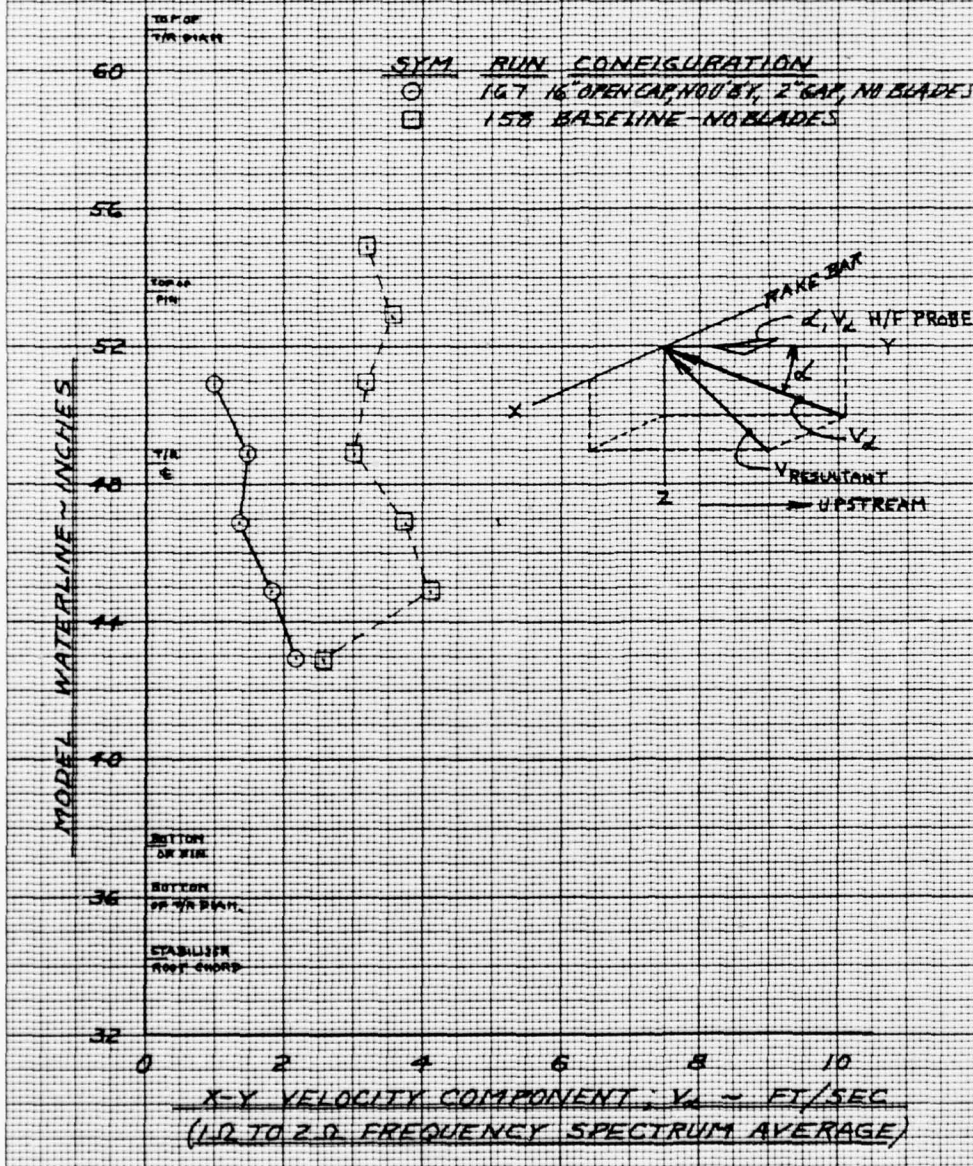 TOP OF
T/R DIAM
60
SYM RUN CONFIGURATION
167 16" OPEN CAP, NOU'BY, 2" GAP, NO BLADES
158 BASELINE-NO BLADES
56
TOP OF
FIN
RAKE BAR
α, Vα H/F PROBE
52
Y
α
X
Vα
T/R
℄
VRESULTANT
48
Z
UPSTREAM
44
MODEL WATERLINE ~ INCHES
40
BOTTOM
OF FIN
BOTTOM
OF T/R DIAM.
36
STABILIZER
ROOT CHORD
32
0 2 4 6 8 10
X-Y VELOCITY COMPONENT; Vα ~ FT/SEC
(1Ω TO 2Ω FREQUENCY SPECTRUM AVERAGE)